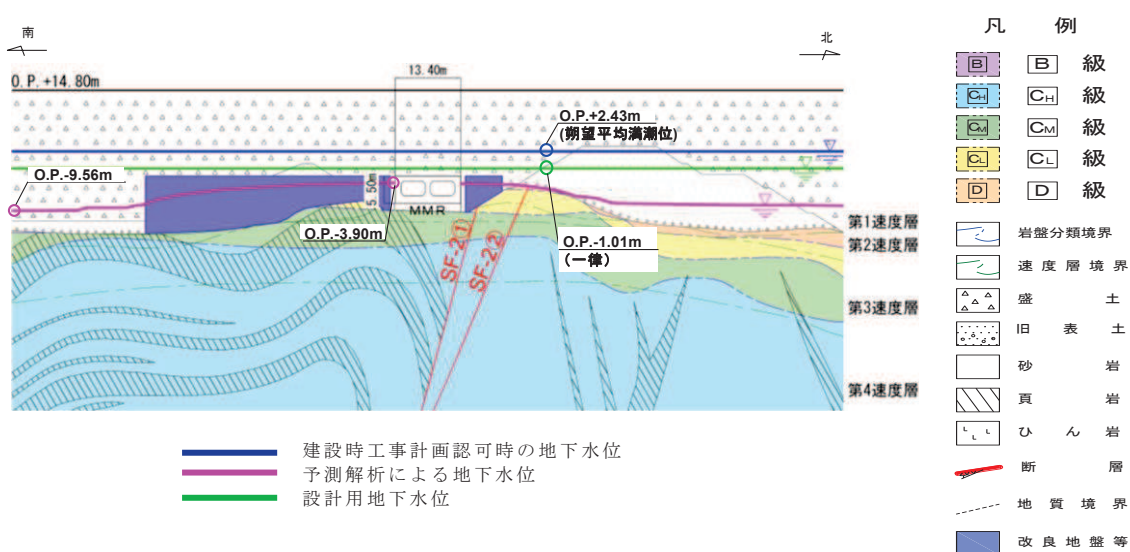 南
北
13.40m
O.P.+14.80m
O.P.+2.43m
(朔望平均満潮位)
O.P.-9.56m
5.50m
MMR
O.P.-3.90m
O.P.-1.01m
(一律)
SF-2①
SF-2②
第1速度層
第2速度層
第3速度層
第4速度層
建設時工事計画認可時の地下水位
予測解析による地下水位
設計用地下水位
凡 例
B B 級
CH CH 級
CM CM 級
CL CL 級
D D 級
岩盤分類境界
速度層境界
盛土
旧表土
砂岩
頁岩
ひん岩
断層
地質境界
改良地盤等